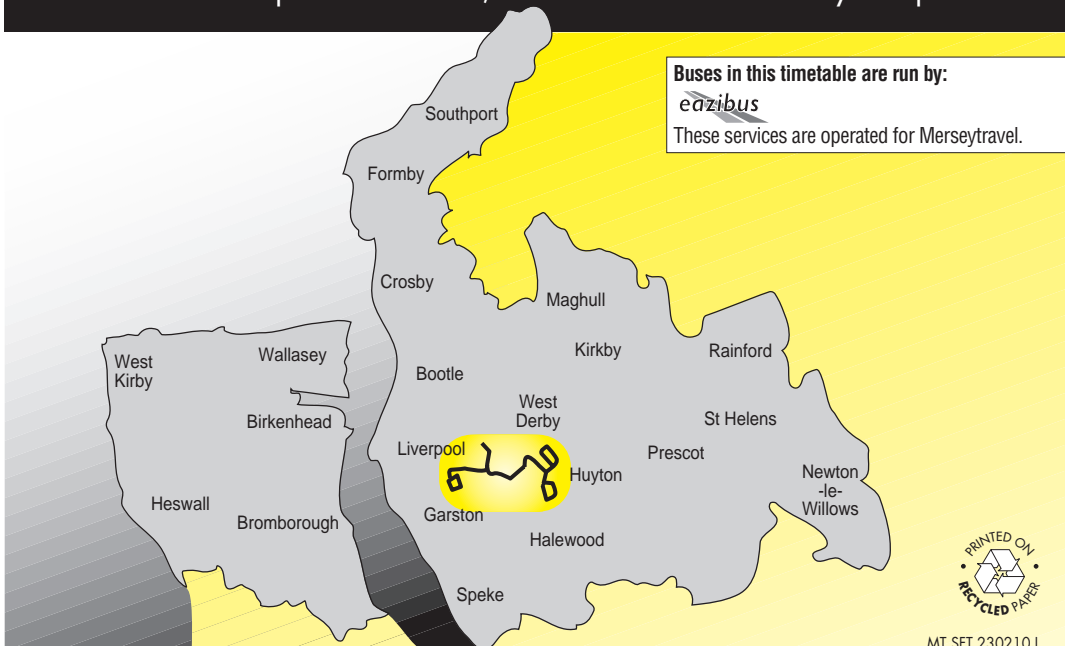 Buses in this timetable are run by:
eazibus
These services are operated for Merseytravel.
Southport
Formby
Crosby
Maghull
Kirkby
Rainford
West
Kirby
Wallasey
Bootle
West
Derby
Birkenhead
St Helens
Liverpool
Prescot
Huyton
Newton
-le-
Willows
Heswall
Garston
Bromborough
Halewood
Speke
• PRINTED ON •
RECYCLED PAPER